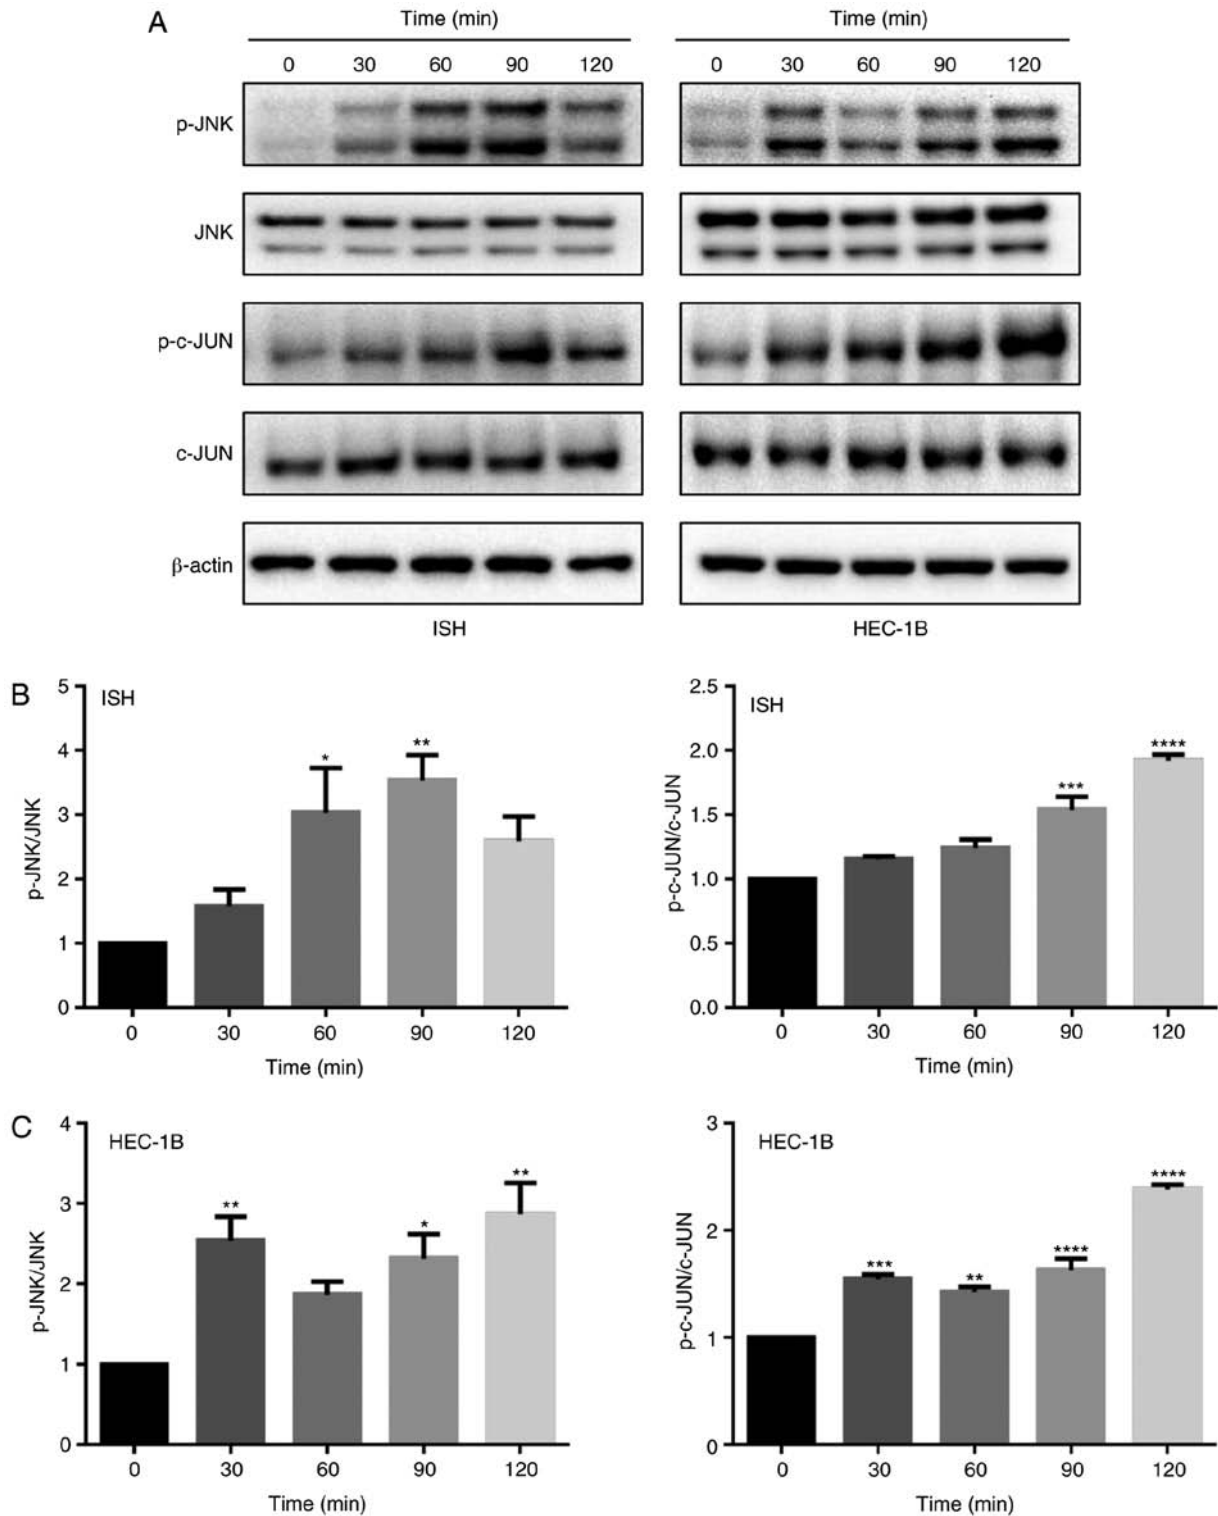 A
Time (min)
Time (min)
0 30 60 90 120
0 30 60 90 120
p-JNK
JNK
p-c-JUN
c-JUN
β-actin
ISH
HEC-1B
B
ISH
p-JNK/JNK
5
4
3
2
1
0
*
**
0 30 60 90 120
Time (min)
ISH
p-c-JUN/c-JUN
2.5
2.0
1.5
1.0
0.5
0.0
***
****
0 30 60 90 120
Time (min)
C
HEC-1B
p-JNK/JNK
4
3
2
1
0
**
*
**
0 30 60 90 120
Time (min)
HEC-1B
p-c-JUN/c-JUN
3
2
1
0
***
**
****
****
0 30 60 90 120
Time (min)